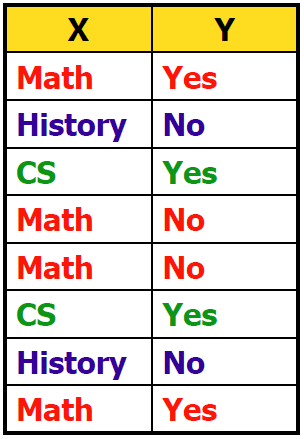 X Y
Math Yes
History No
CS Yes
Math No
Math No
CS Yes
History No
Math Yes